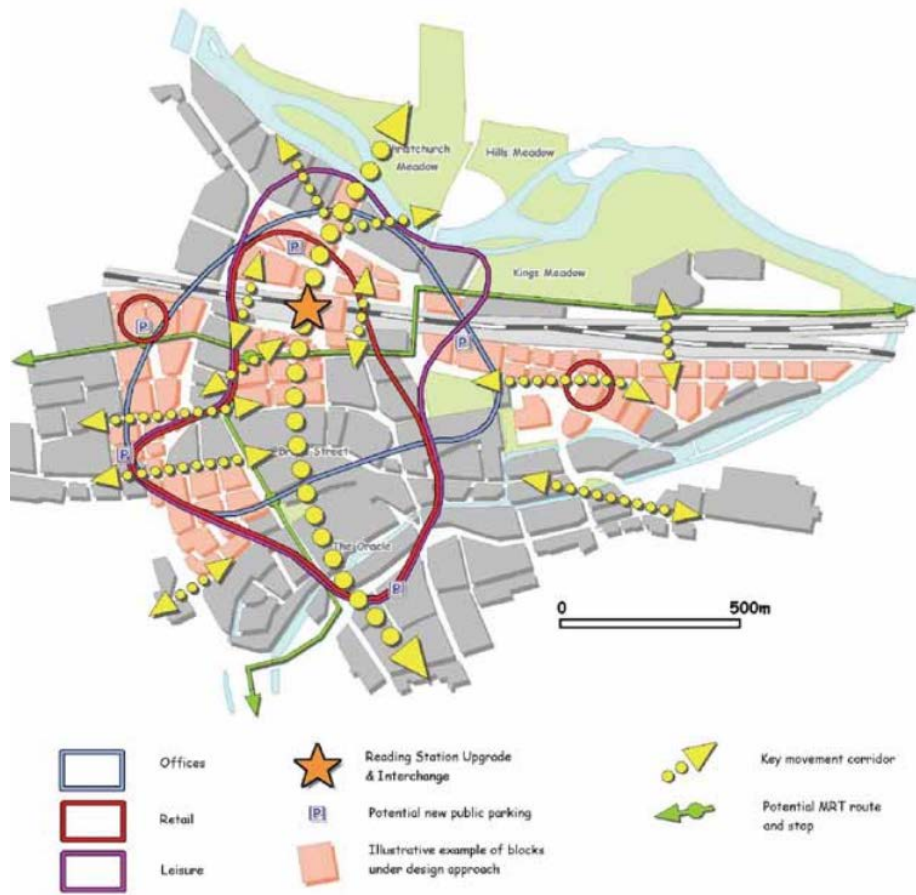 Christchurch
Meadow
Hills Meadow
Kings Meadow
P
P
P
Street
P
The Oracle
P
0 500m
Offices
Reading Station Upgrade
& Interchange
Key movement corridor
Retail
P
Potential new public parking
Potential MRT route
and stop
Leisure
Illustrative example of blocks
under design approach